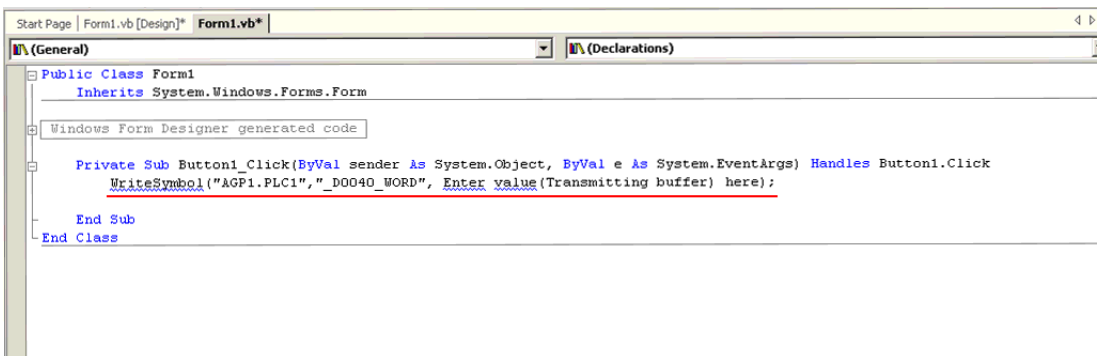 Start Page | Form1.vb [Design]* Form1.vb*
(General) (Declarations)
Public Class Form1
Inherits System.Windows.Forms.Form
Windows Form Designer generated code
Private Sub Button1_Click(ByVal sender As System.Object, ByVal e As System.EventArgs) Handles Button1.Click
WriteSymbol("AGP1.PLC1","_D0040_WORD", Enter value(Transmitting buffer) here);
End Sub
End Class